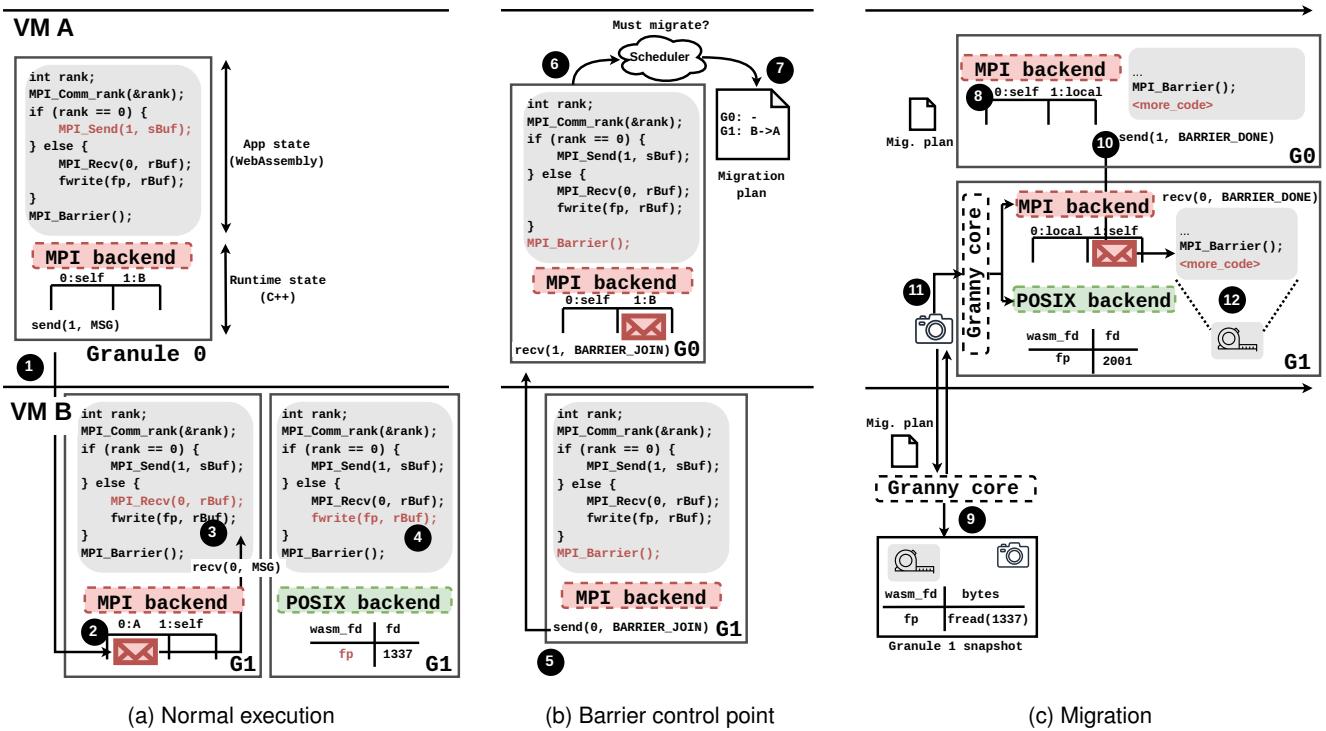 VM A
int rank;
MPI_Comm_rank(&rank);
if (rank == 0) {
MPI_Send(1, sBuf);
} else {
MPI_Recv(0, rBuf);
fwrite(fp, rBuf);
}
MPI_Barrier();
App state
(WebAssembly)
MPI backend
0:self 1:B
Runtime state
(C++)
send(1, MSG)
Granule 0
1
VM B
int rank;
MPI_Comm_rank(&rank);
if (rank == 0) {
MPI_Send(1, sBuf);
} else {
MPI_Recv(0, rBuf);
fwrite(fp, rBuf);
}
MPI_Barrier();
3
recv(0, MSG)
MPI backend
2
0:A 1:self
G1
int rank;
MPI_Comm_rank(&rank);
if (rank == 0) {
MPI_Send(1, sBuf);
} else {
MPI_Recv(0, rBuf);
fwrite(fp, rBuf);
}
MPI_Barrier();
4
POSIX backend
wasm_fd fd
fp 1337
G1
(a) Normal execution
Must migrate?
Scheduler
6
7
int rank;
MPI_Comm_rank(&rank);
if (rank == 0) {
MPI_Send(1, sBuf);
} else {
MPI_Recv(0, rBuf);
fwrite(fp, rBuf);
}
MPI_Barrier();
G0: -
G1: B->A
Migration
plan
MPI backend
0:self 1:B
recv(1, BARRIER_JOIN)
G0
int rank;
MPI_Comm_rank(&rank);
if (rank == 0) {
MPI_Send(1, sBuf);
} else {
MPI_Recv(0, rBuf);
fwrite(fp, rBuf);
}
MPI_Barrier();
MPI backend
send(0, BARRIER_JOIN)
G1
5
(b) Barrier control point
MPI backend
8
0:self 1:local
...
MPI_Barrier();
<more_code>
Mig. plan
10
send(1, BARRIER_DONE)
G0
Granny core
MPI backend
recv(0, BARRIER_DONE)
0:local 1:self
...
MPI_Barrier();
<more_code>
11
POSIX backend
12
wasm_fd fd
fp 2001
G1
Mig. plan
Granny core
9
wasm_fd bytes
fp fread(1337)
Granule 1 snapshot
(c) Migration